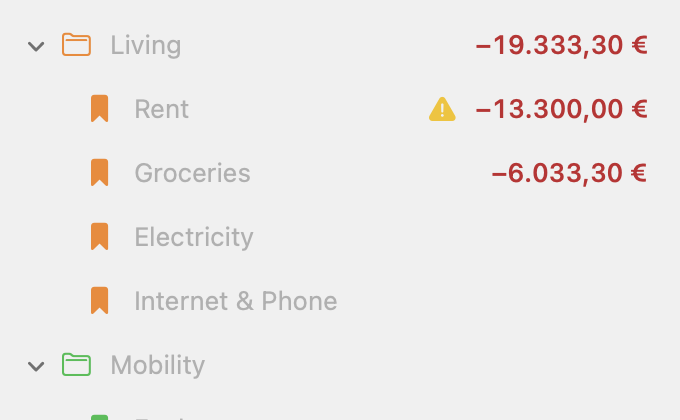 Living −19.333,30 €
Rent −13.300,00 €
Groceries −6.033,30 €
Electricity
Internet & Phone
Mobility